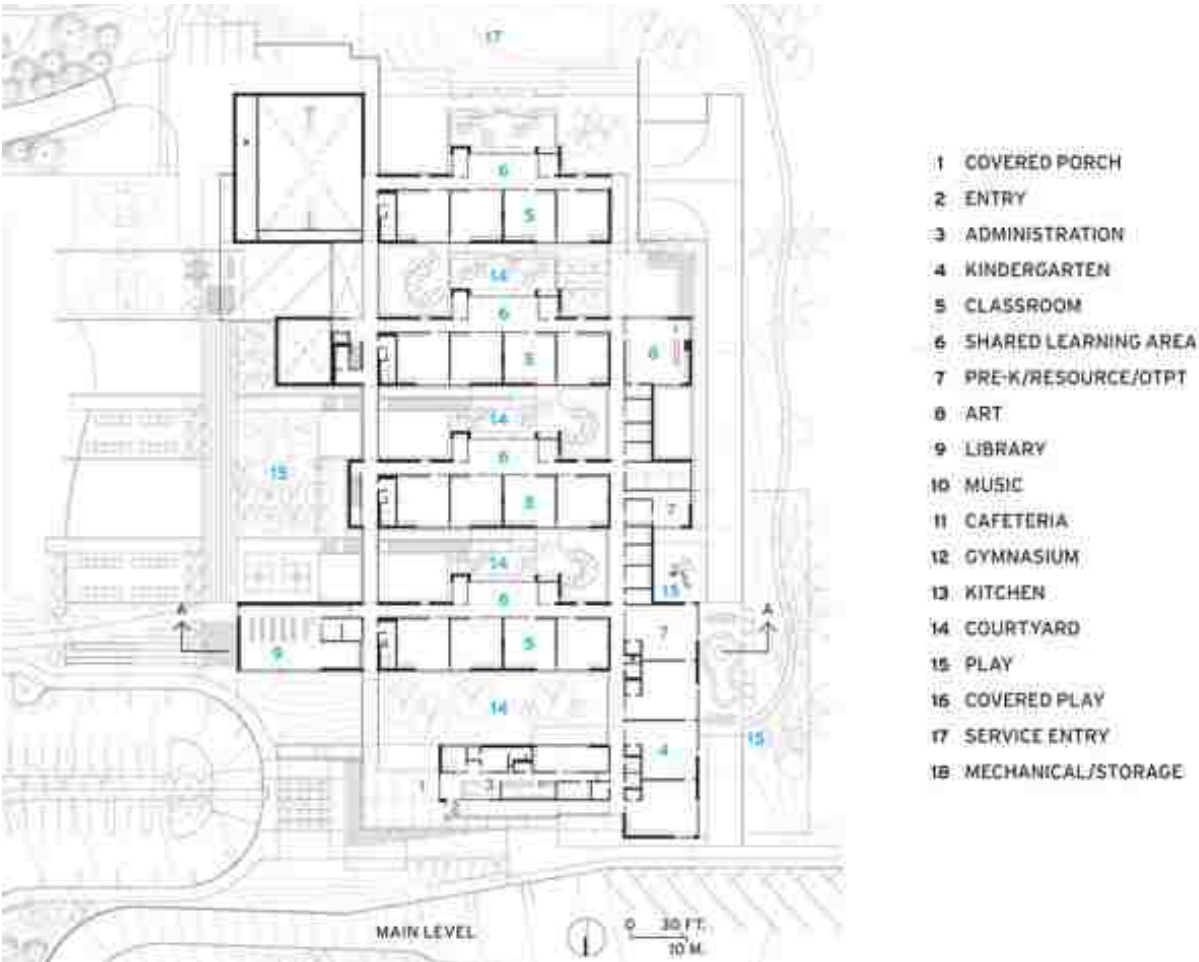 17
6
5
14
6
5
8
14
6
15
5
7
14
15
6
A
A
9
5
7
14
15
4
1
3
2
MAIN LEVEL
0 30 FT.
10 M.
1 COVERED PORCH
2 ENTRY
3 ADMINISTRATION
4 KINDERGARTEN
5 CLASSROOM
6 SHARED LEARNING AREA
7 PRE-K/RESOURCE/OTPT
8 ART
9 LIBRARY
10 MUSIC
11 CAFETERIA
12 GYMNASIUM
13 KITCHEN
14 COURTYARD
15 PLAY
16 COVERED PLAY
17 SERVICE ENTRY
18 MECHANICAL/STORAGE